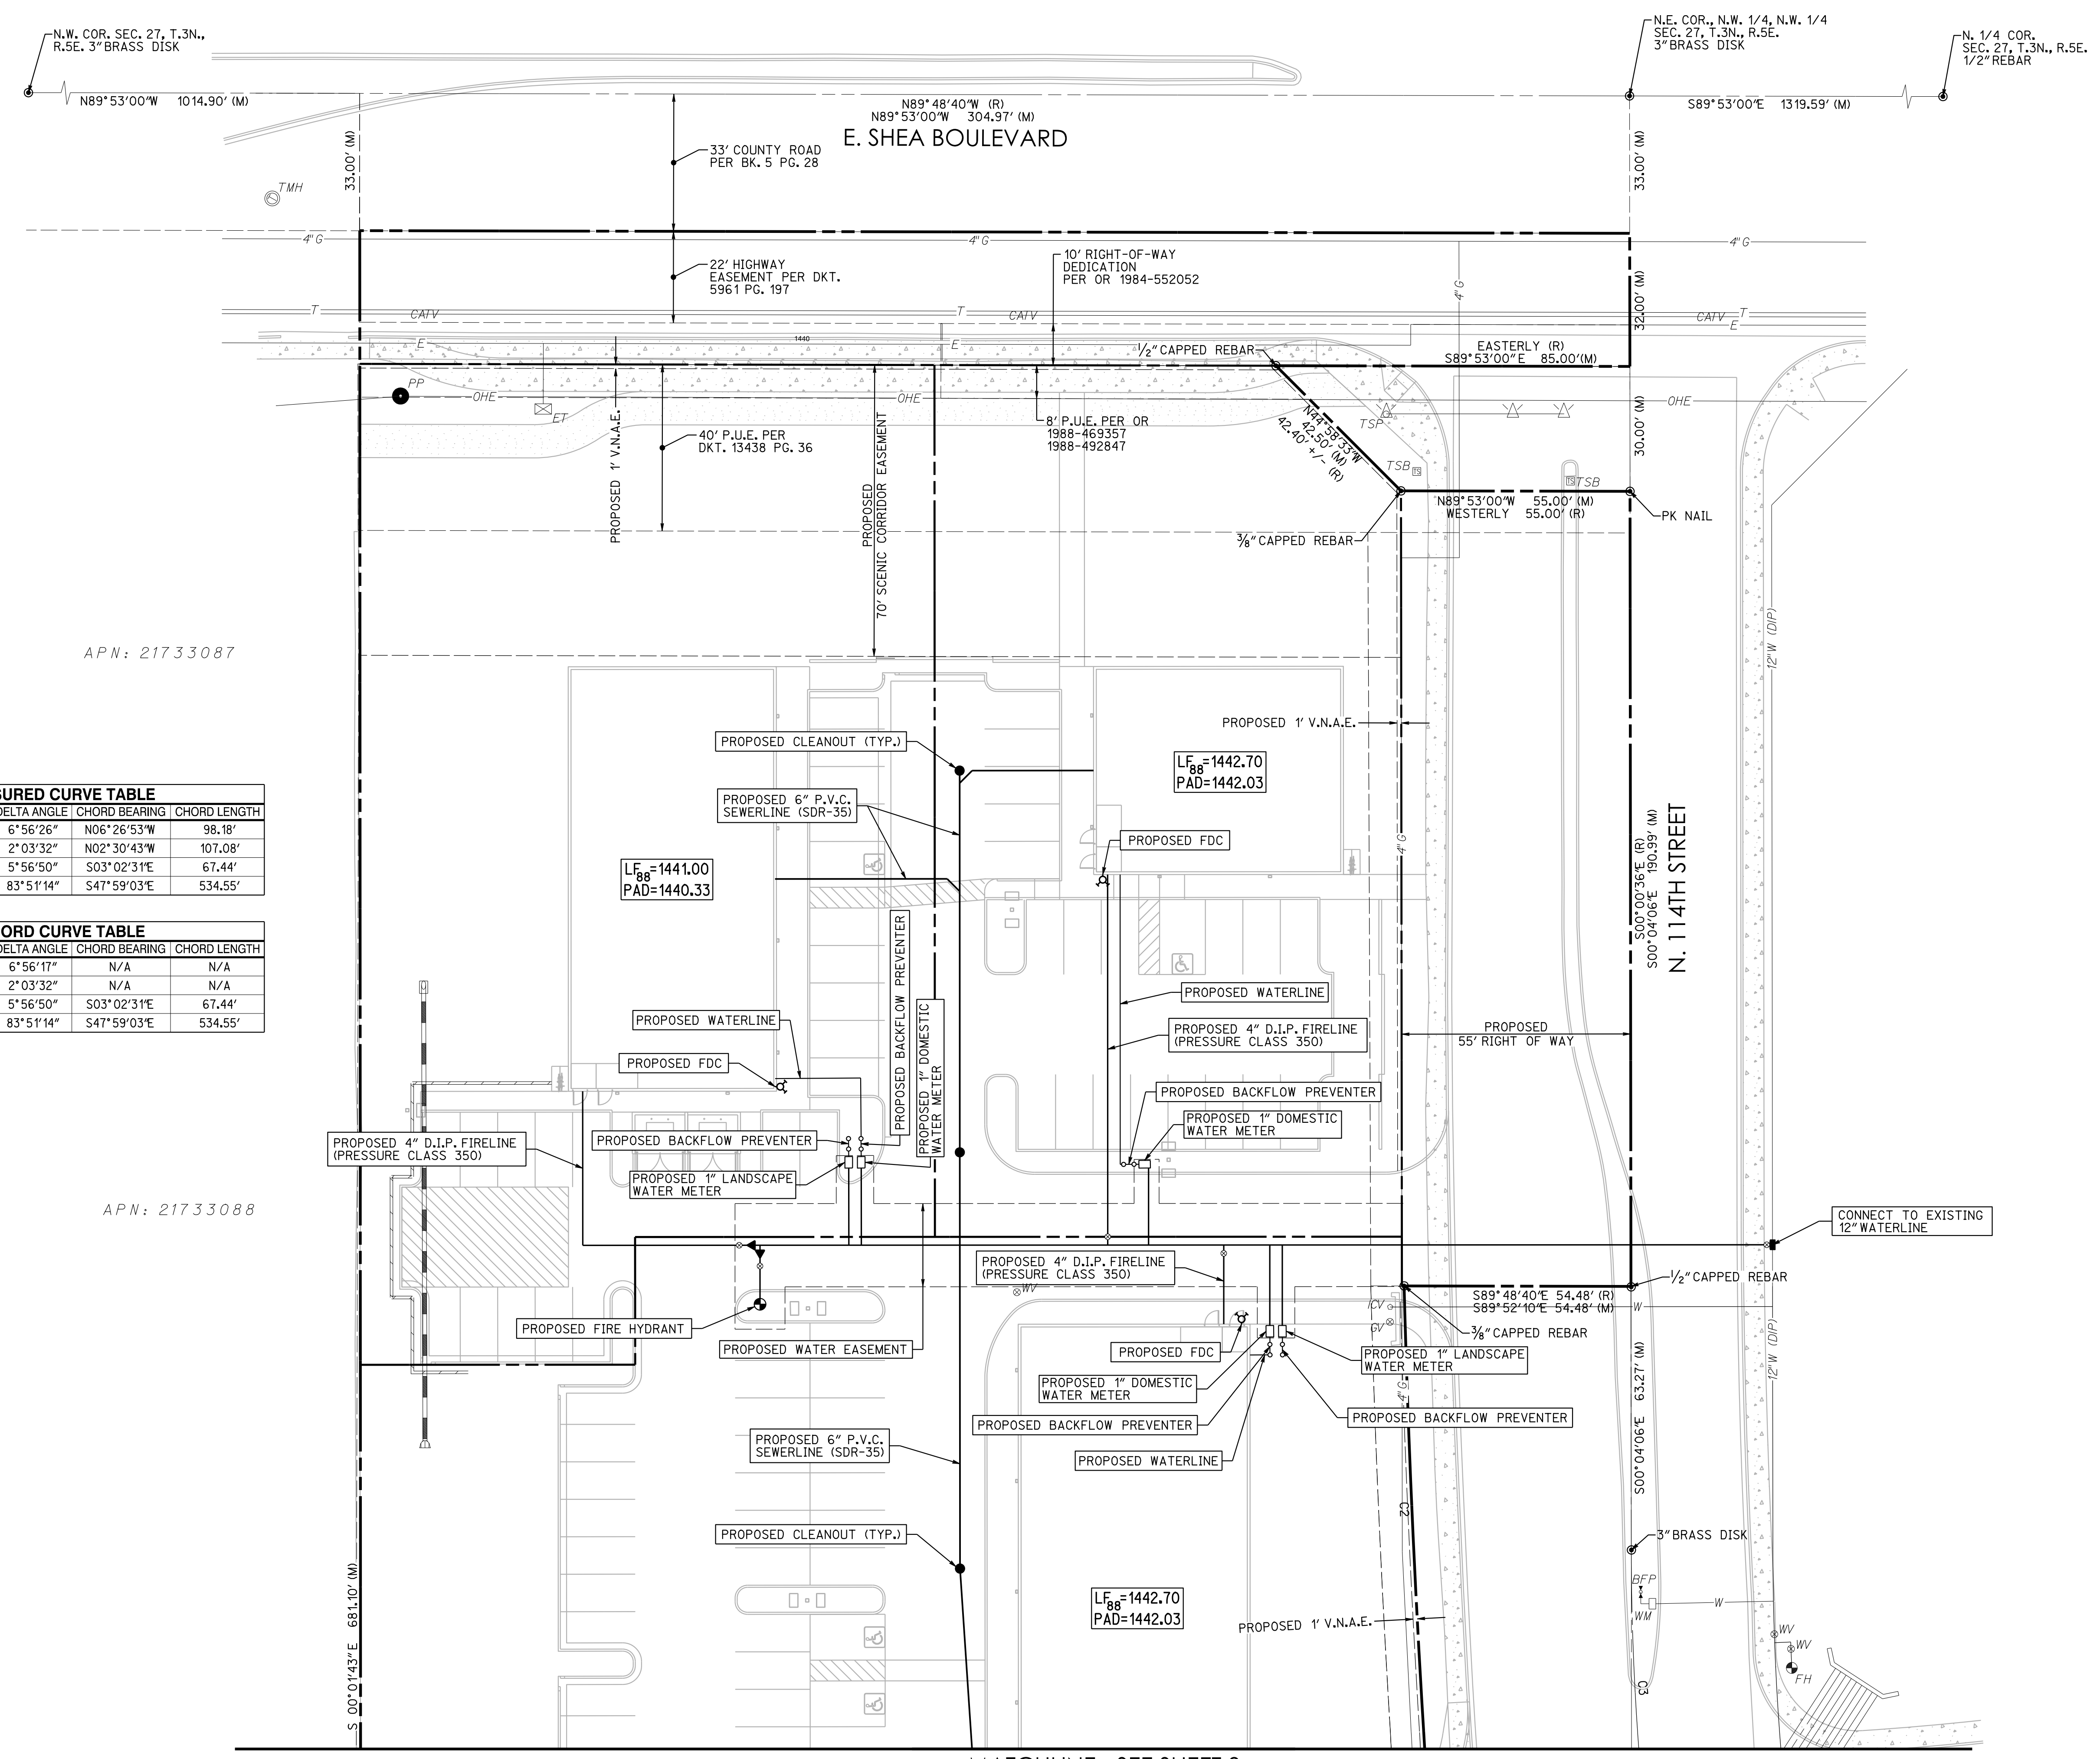 N.W. COR. SEC. 27, T.3N.,
R.5E. 3" BRASS DISK
N.E. COR., N.W. 1/4, N.W. 1/4
SEC. 27, T.3N., R.5E.
3" BRASS DISK
N. 1/4 COR.
SEC. 27, T.3N., R.5E.
1/2" REBAR
N89°53'00"W 1014.90' (M)
N89°48'40"W (R)
N89°53'00"W 304.97' (M)
S89°53'00"E 1319.59' (M)
E. SHEA BOULEVARD
33.00' (M)
33' COUNTY ROAD
PER BK. 5 PG. 28
33.00' (M)
TMH
4" G
4" G
4" G
22' HIGHWAY
EASEMENT PER DKT.
5961 PG. 197
10' RIGHT-OF-WAY
DEDICATION
PER OR 1984-552052
4" G
32.00' (M)
T
CATV
T
CATV
CATV
T
E
E
1440
E
1/2" CAPPED REBAR
EASTERLY (R)
S89°53'00"E 85.00'(M)
PP
OHE
ET
OHE
OHE
PROPOSED 1' V.N.A.E.
40' P.U.E. PER
DKT. 13438 PG. 36
PROPOSED
70' SCENIC CORRIDOR EASEMENT
8' P.U.E. PER OR
1988-469357
1988-492847
N44°58'33"W
42.50' (M)
42.40' +/- (R)
TSP
TSB
TS
TS
TSB
30.00' (M)
N89°53'00"W 55.00' (M)
WESTERLY 55.00' (R)
PK NAIL
3/8" CAPPED REBAR
APN: 21733087
12" W (DIP)
PROPOSED 1' V.N.A.E.
PROPOSED CLEANOUT (TYP.)
LF88=1442.70
PAD=1442.03
PROPOSED 6" P.V.C.
SEWERLINE (SDR-35)
SURED CURVE TABLE
DELTA ANGLE CHORD BEARING CHORD LENGTH
6°56'26" N06°26'53"W 98.18'
2°03'32" N02°30'43"W 107.08'
5°56'50" S03°02'31"E 67.44'
83°51'14" S47°59'03"E 534.55'
ORD CURVE TABLE
DELTA ANGLE CHORD BEARING CHORD LENGTH
6°56'17" N/A N/A
2°03'32" N/A N/A
5°56'50" S03°02'31"E 67.44'
83°51'14" S47°59'03"E 534.55'
PROPOSED FDC
4" G
LF88=1441.00
PAD=1440.33
S00°00'36"E (R)
S00°04'06"E 190.99' (M)
N. 114TH STREET
PROPOSED BACKFLOW PREVENTER
PROPOSED 1" DOMESTIC
WATER METER
PROPOSED WATERLINE
PROPOSED WATERLINE
PROPOSED 4" D.I.P. FIRELINE
(PRESSURE CLASS 350)
PROPOSED
55' RIGHT OF WAY
PROPOSED FDC
PROPOSED BACKFLOW PREVENTER
PROPOSED 1" DOMESTIC
WATER METER
PROPOSED 4" D.I.P. FIRELINE
(PRESSURE CLASS 350)
PROPOSED BACKFLOW PREVENTER
PROPOSED 1" LANDSCAPE
WATER METER
APN: 21733088
CONNECT TO EXISTING
12" WATERLINE
PROPOSED 4" D.I.P. FIRELINE
(PRESSURE CLASS 350)
WV
1/2" CAPPED REBAR
S89°48'40"E 54.48' (R)
S89°52'10"E 54.48' (M)
W
ICV
GV
3/8" CAPPED REBAR
PROPOSED FIRE HYDRANT
PROPOSED WATER EASEMENT
PROPOSED FDC
PROPOSED 1" LANDSCAPE
WATER METER
PROPOSED 1" DOMESTIC
WATER METER
4" G
12" W (DIP)
63.27' (M)
S00°04'06"E
PROPOSED BACKFLOW PREVENTER
PROPOSED BACKFLOW PREVENTER
PROPOSED 6" P.V.C.
SEWERLINE (SDR-35)
PROPOSED WATERLINE
C2
PROPOSED CLEANOUT (TYP.)
3" BRASS DISK
S 00°01'43"E 681.10' (M)
LF88=1442.70
PAD=1442.03
PROPOSED 1' V.N.A.E.
BFP
WM
W
WV
WV
FH
C3